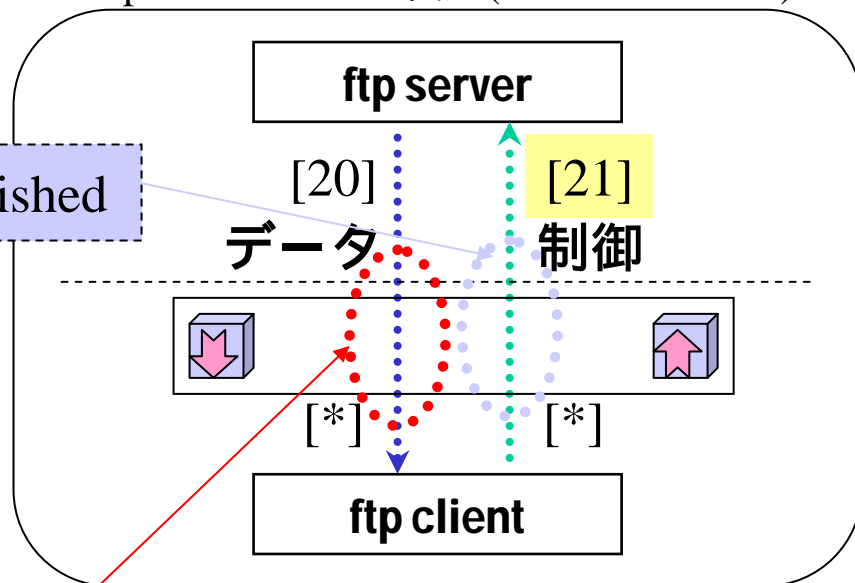 ftp server
[20]
[21]
ished
データ
制御
[*]
[*]
ftp client